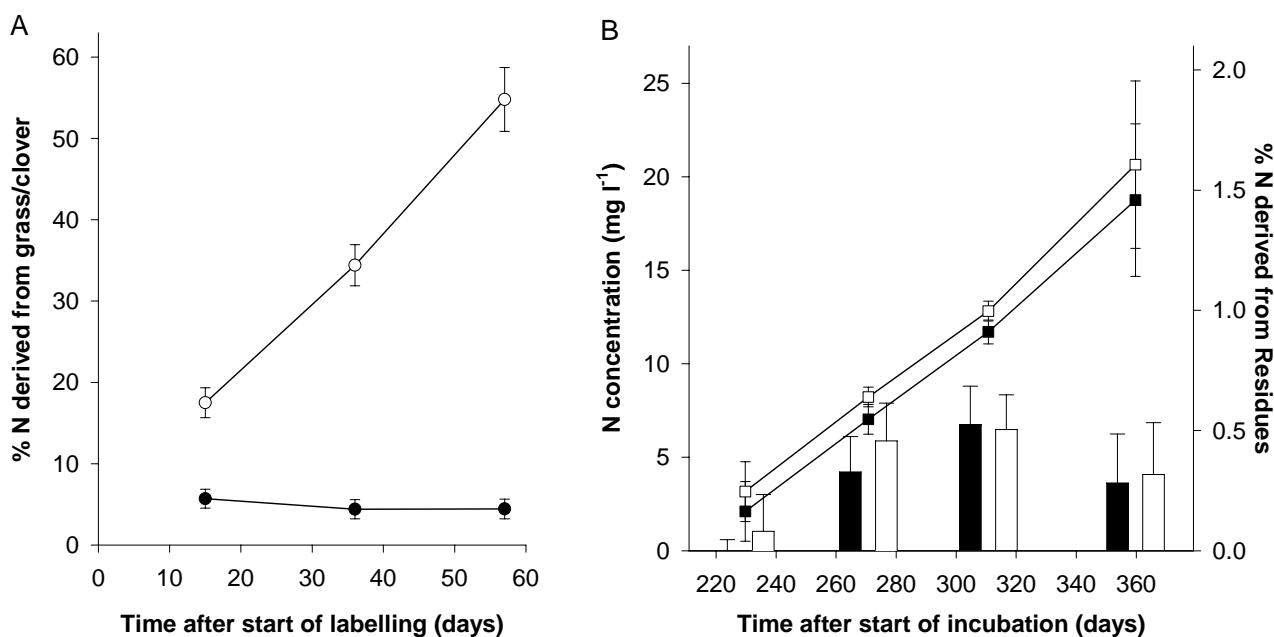 A
% N derived from grass/clover
60
50
40
30
20
10
0
0 10 20 30 40 50 60
Time after start of labelling (days)
B
N concentration (mg l⁻¹)
25
20
15
10
5
0
2.0
1.5
1.0
0.5
0.0
% N derived from Residues
220 240 260 280 300 320 340 360
Time after start of incubation (days)